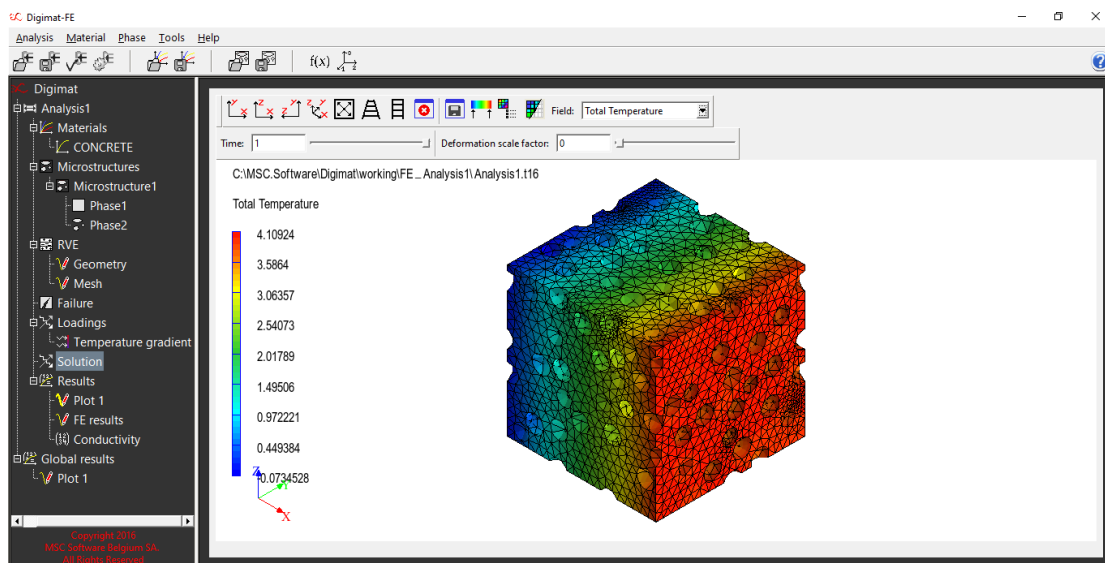 Digimat-FE
Analysis Material Phase Tools Help
f(x)
Digimat
Analysis1
Materials
CONCRETE
Microstructures
Microstructure1
Phase1
Phase2
RVE
Geometry
Mesh
Failure
Loadings
Temperature gradient
Solution
Results
Plot 1
FE results
Conductivity
Global results
Plot 1
Copyright 2016
MSC Software Belgium SA.
All Rights Reserved
Field: Total Temperature
Time: 1 Deformation scale factor: 0
C:\MSC.Software\Digimat\working\FE_Analysis1\Analysis1.t16
Total Temperature
4.10924
3.5864
3.06357
2.54073
2.01789
1.49506
0.972221
0.449384
-0.0734528
Z
Y
X